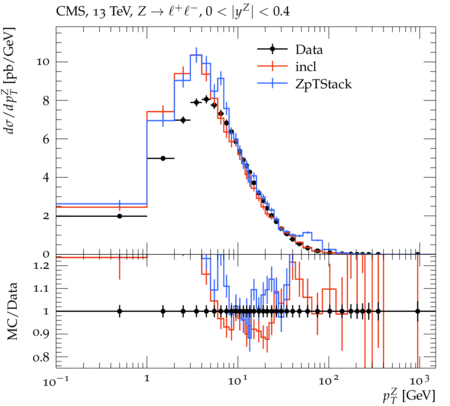 CMS, 13 TeV, Z → ℓ⁺ℓ⁻, 0 < |y^Z| < 0.4
dσ/dp_T^Z [pb/GeV]
10
8
6
4
2
0
Data
incl
ZpTStack
MC/Data
1.2
1.1
1
0.9
0.8
10⁻¹
1
10¹
10²
10³
p_T^Z [GeV]